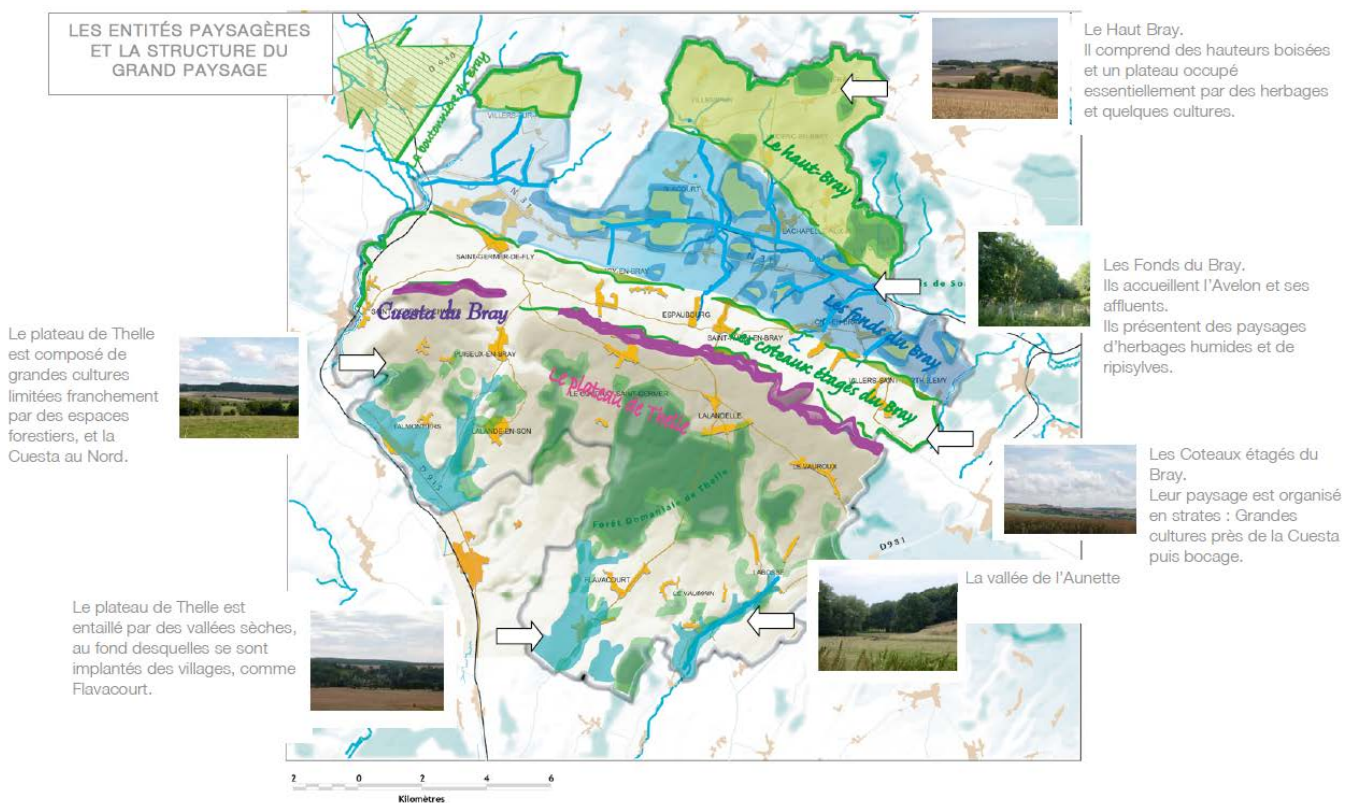 LES ENTITÉS PAYSAGÈRES
ET LA STRUCTURE DU
GRAND PAYSAGE
Le Haut Bray.
Il comprend des hauteurs boisées
et un plateau occupé
essentiellement par des herbages
et quelques cultures.
La boutonnière du Bray
Le haut-Bray
N 31
SAINT-GERMER-DE-FLY
Les Fonds du Bray.
Ils accueillent l'Avelon et ses
affluents.
Ils présentent des paysages
d'herbages humides et de
ripisylves.
Cuesta du Bray
ESPAUBOURG
Les fonds du Bray
Les coteaux étagés du Bray
PUISEUX-EN-BRAY
Le plateau de Thelle
LALANDELLE
LALANDE-EN-SON
LE VAUROUX
Le plateau de Thelle
est composé de
grandes cultures
limitées franchement
par des espaces
forestiers, et la
Cuesta au Nord.
Les Coteaux étagés du
Bray.
Leur paysage est organisé
en strates : Grandes
cultures près de la Cuesta
puis bocage.
D 915
Forêt Domaniale de Thelle
D981
FLAVACOURT
LABOSSE
La vallée de l'Aunette
Le plateau de Thelle est
entaillé par des vallées sèches,
au fond desquelles se sont
implantés des villages, comme
Flavacourt.
2 0 2 4 6
Kilomètres